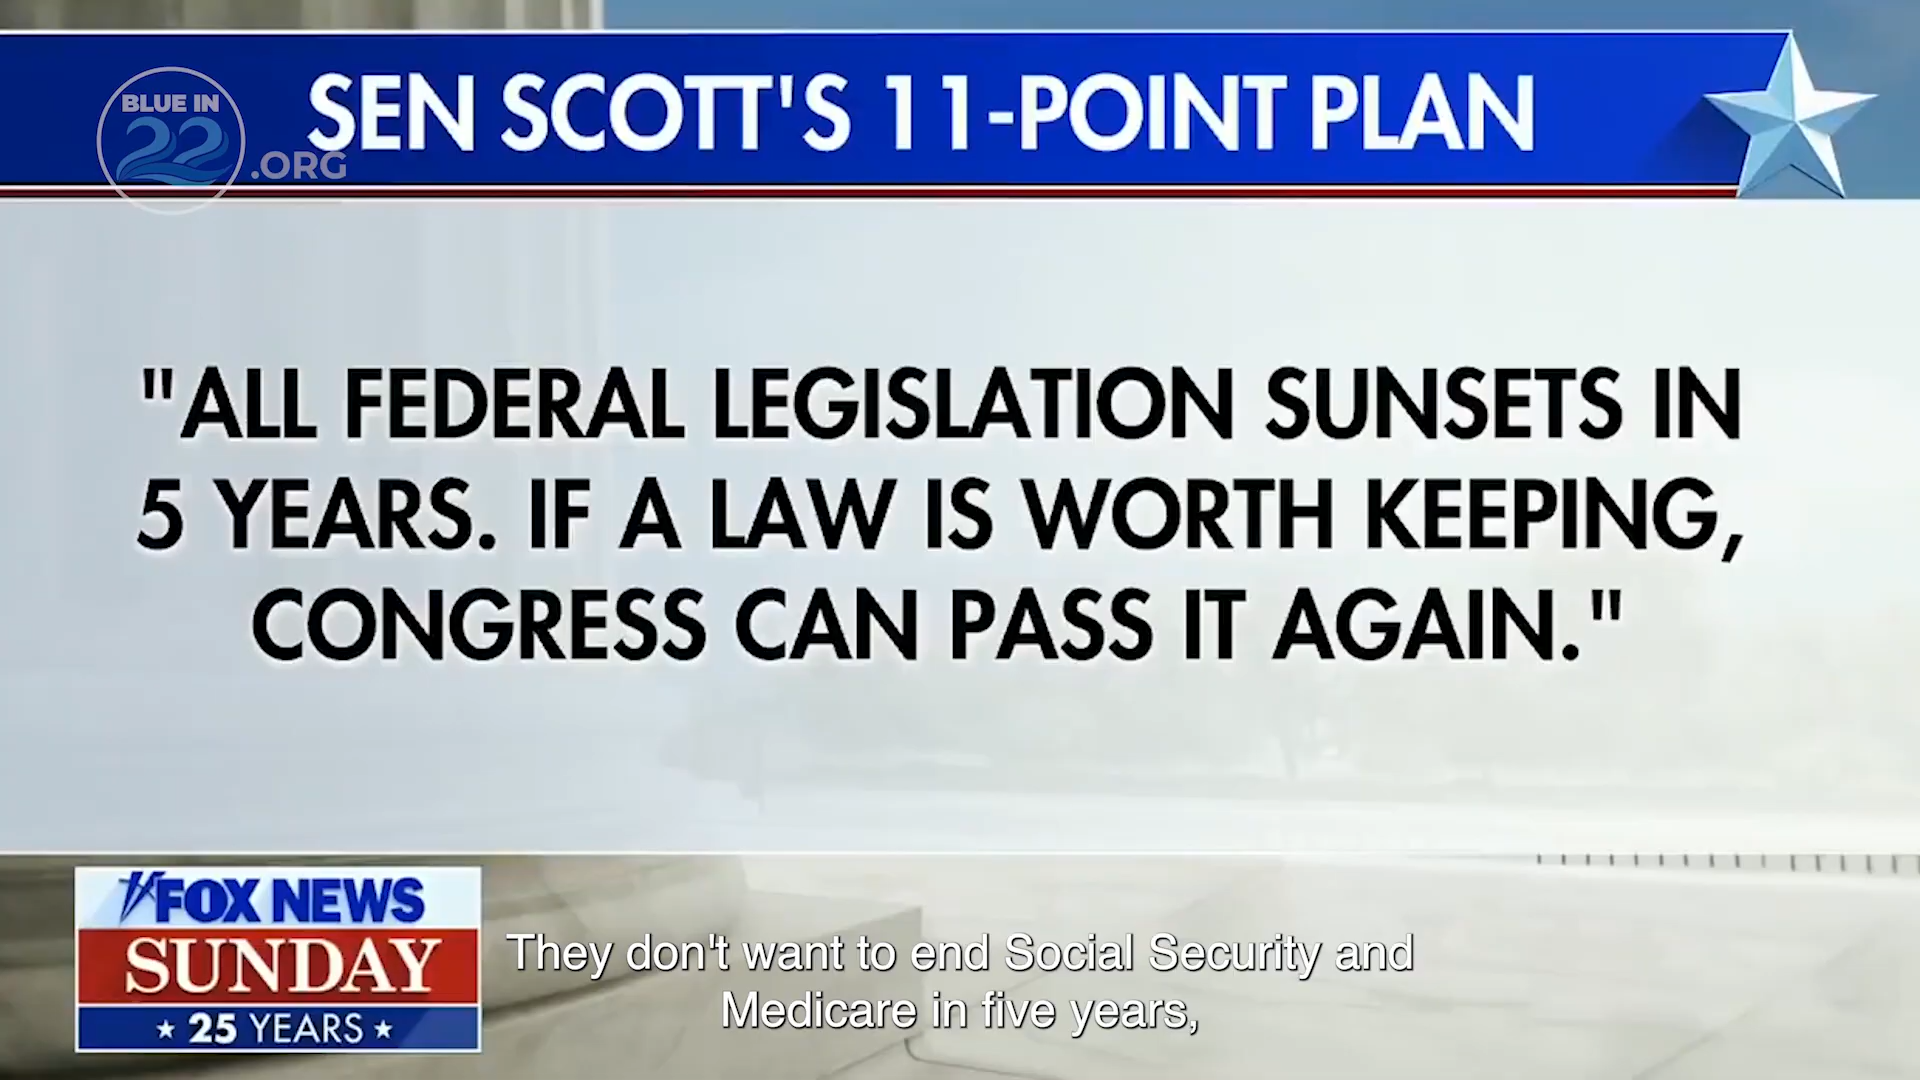 BLUE IN
22
.ORG
SEN SCOTT'S 11-POINT PLAN
"ALL FEDERAL LEGISLATION SUNSETS IN
5 YEARS. IF A LAW IS WORTH KEEPING,
CONGRESS CAN PASS IT AGAIN."
FOX NEWS
SUNDAY
25 YEARS
They don't want to end Social Security and
Medicare in five years,